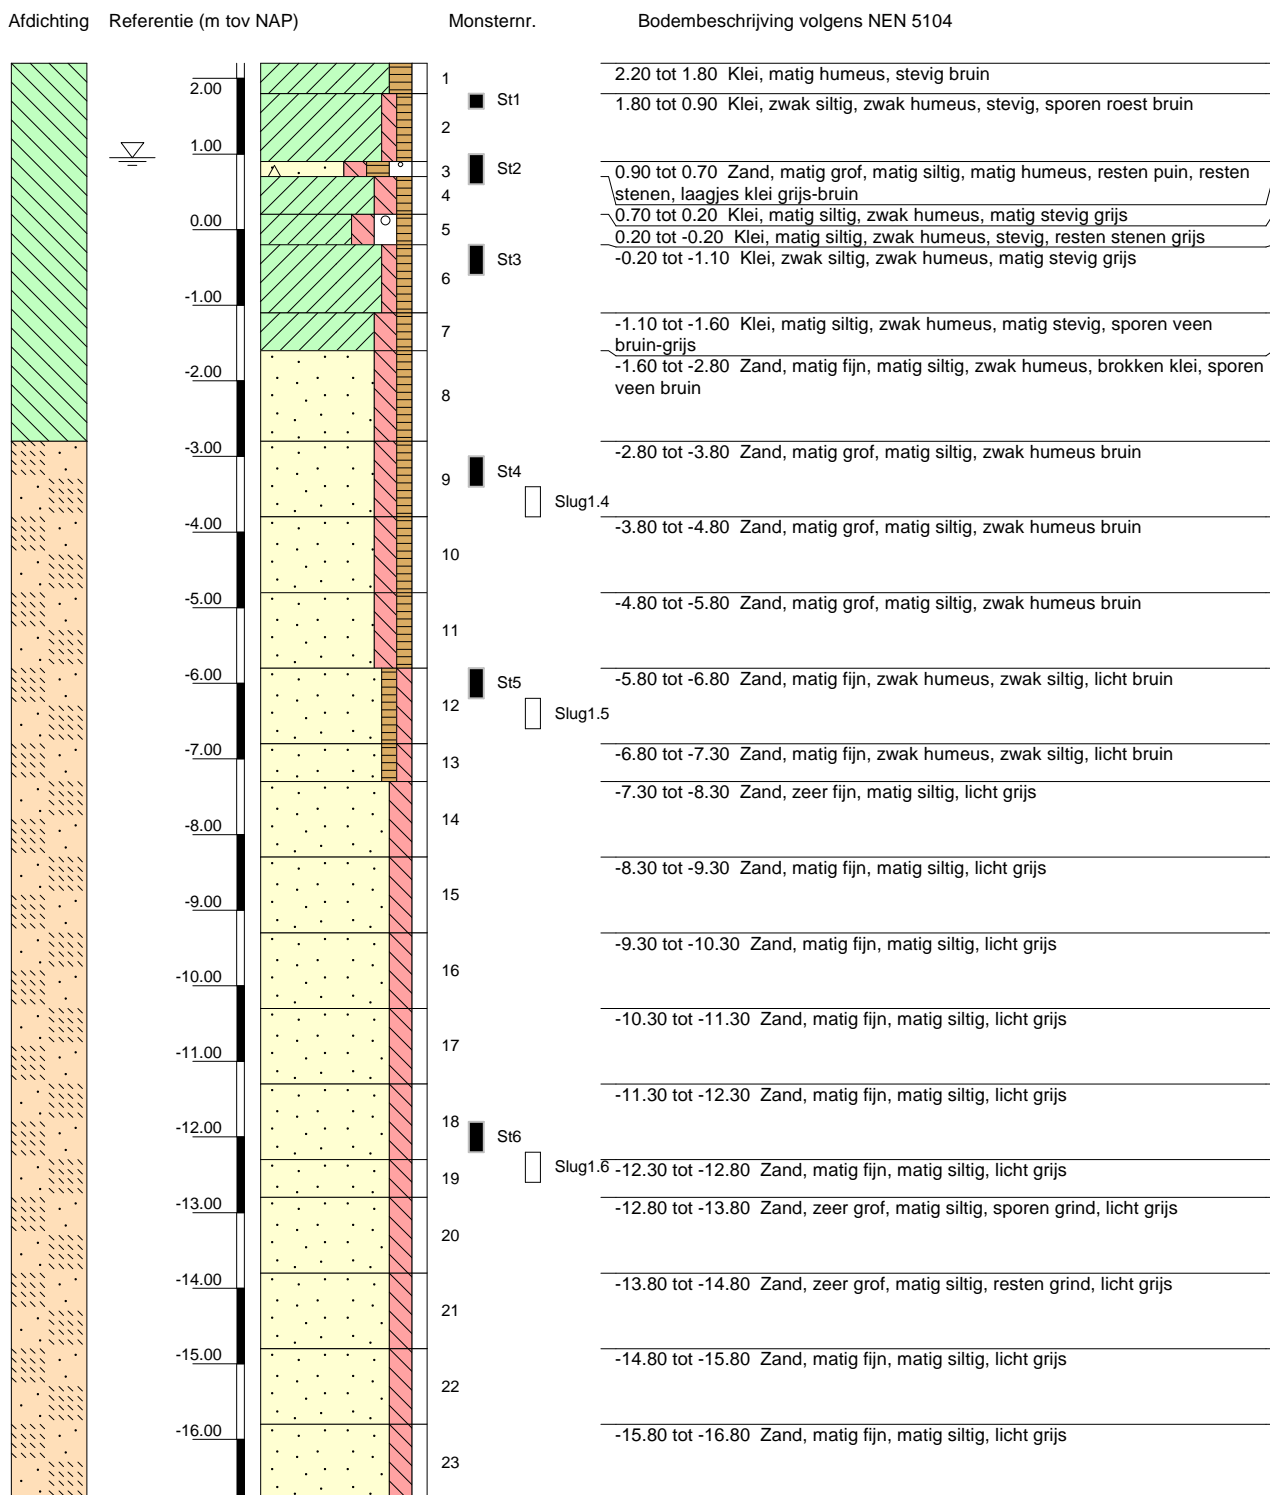 Afdichting Referentie (m tov NAP) Monsternr. Bodembeschrijving volgens NEN 5104
1 2.20 tot 1.80 Klei, matig humeus, stevig bruin
2.00
St1 1.80 tot 0.90 Klei, zwak siltig, zwak humeus, stevig, sporen roest bruin
2
1.00
3 St2 0.90 tot 0.70 Zand, matig grof, matig siltig, matig humeus, resten puin, resten
stenen, laagjes klei grijs-bruin
4
0.70 tot 0.20 Klei, matig siltig, zwak humeus, matig stevig grijs
0.00
5 0.20 tot -0.20 Klei, matig siltig, zwak humeus, stevig, resten stenen grijs
St3 -0.20 tot -1.10 Klei, zwak siltig, zwak humeus, matig stevig grijs
6
-1.00
7 -1.10 tot -1.60 Klei, matig siltig, zwak humeus, matig stevig, sporen veen
bruin-grijs
-2.00 -1.60 tot -2.80 Zand, matig fijn, matig siltig, zwak humeus, brokken klei, sporen
veen bruin
8
-3.00 -2.80 tot -3.80 Zand, matig grof, matig siltig, zwak humeus bruin
9 St4
Slug1.4
-4.00 -3.80 tot -4.80 Zand, matig grof, matig siltig, zwak humeus bruin
10
-5.00 -4.80 tot -5.80 Zand, matig grof, matig siltig, zwak humeus bruin
11
-6.00 St5 -5.80 tot -6.80 Zand, matig fijn, zwak humeus, zwak siltig, licht bruin
12 Slug1.5
-7.00 -6.80 tot -7.30 Zand, matig fijn, zwak humeus, zwak siltig, licht bruin
13
-7.30 tot -8.30 Zand, zeer fijn, matig siltig, licht grijs
14
-8.00
-8.30 tot -9.30 Zand, matig fijn, matig siltig, licht grijs
15
-9.00
-9.30 tot -10.30 Zand, matig fijn, matig siltig, licht grijs
16
-10.00
-10.30 tot -11.30 Zand, matig fijn, matig siltig, licht grijs
17
-11.00
-11.30 tot -12.30 Zand, matig fijn, matig siltig, licht grijs
18
-12.00 St6
Slug1.6 -12.30 tot -12.80 Zand, matig fijn, matig siltig, licht grijs
19
-13.00 -12.80 tot -13.80 Zand, zeer grof, matig siltig, sporen grind, licht grijs
20
-14.00 -13.80 tot -14.80 Zand, zeer grof, matig siltig, resten grind, licht grijs
21
-15.00 -14.80 tot -15.80 Zand, matig fijn, matig siltig, licht grijs
22
-16.00 -15.80 tot -16.80 Zand, matig fijn, matig siltig, licht grijs
23